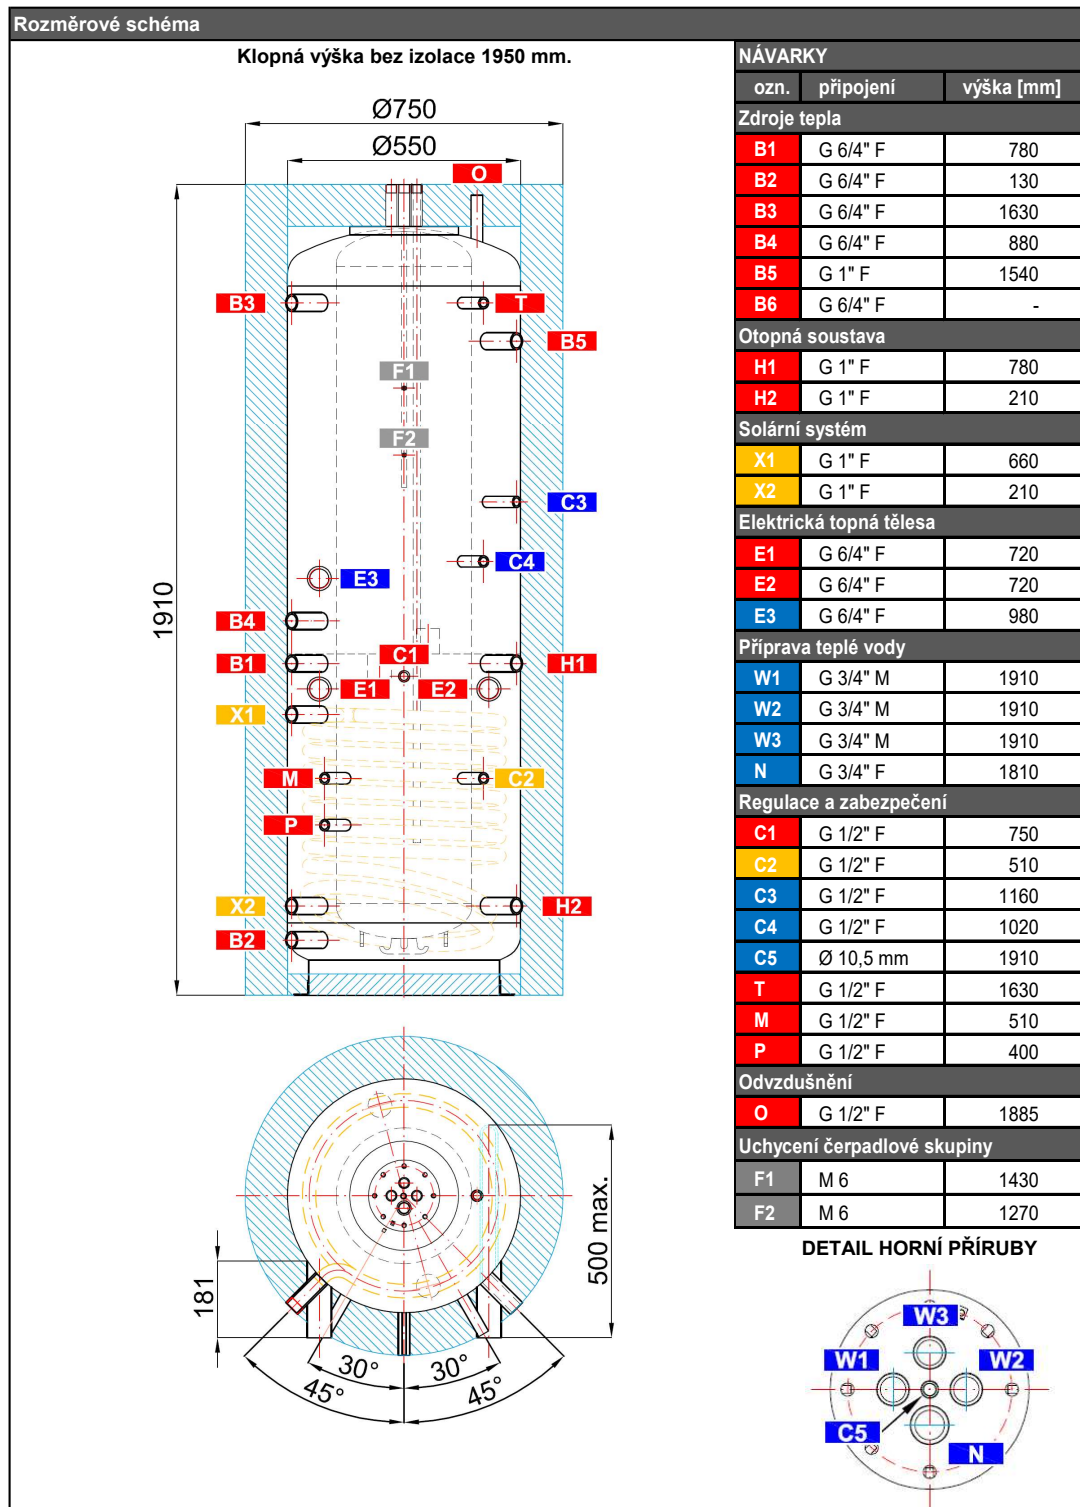 Rozměrové schéma
Klopná výška bez izolace 1950 mm.
Ø750
Ø550
O
B3
T
B5
F1
F2
C3
C4
E3
1910
B4
B1
C1
H1
E1
E2
X1
M
C2
P
X2
H2
B2
181
500 max.
30°
30°
45°
45°
NÁVARKY
ozn. připojení výška [mm]
Zdroje tepla
B1 G 6/4" F 780
B2 G 6/4" F 130
B3 G 6/4" F 1630
B4 G 6/4" F 880
B5 G 1" F 1540
B6 G 6/4" F -
Otopná soustava
H1 G 1" F 780
H2 G 1" F 210
Solární systém
X1 G 1" F 660
X2 G 1" F 210
Elektrická topná tělesa
E1 G 6/4" F 720
E2 G 6/4" F 720
E3 G 6/4" F 980
Příprava teplé vody
W1 G 3/4" M 1910
W2 G 3/4" M 1910
W3 G 3/4" M 1910
N G 3/4" F 1810
Regulace a zabezpečení
C1 G 1/2" F 750
C2 G 1/2" F 510
C3 G 1/2" F 1160
C4 G 1/2" F 1020
C5 Ø 10,5 mm 1910
T G 1/2" F 1630
M G 1/2" F 510
P G 1/2" F 400
Odvzdušnění
O G 1/2" F 1885
Uchycení čerpadlové skupiny
F1 M 6 1430
F2 M 6 1270
DETAIL HORNÍ PŘÍRUBY
W3
W1
W2
C5
N